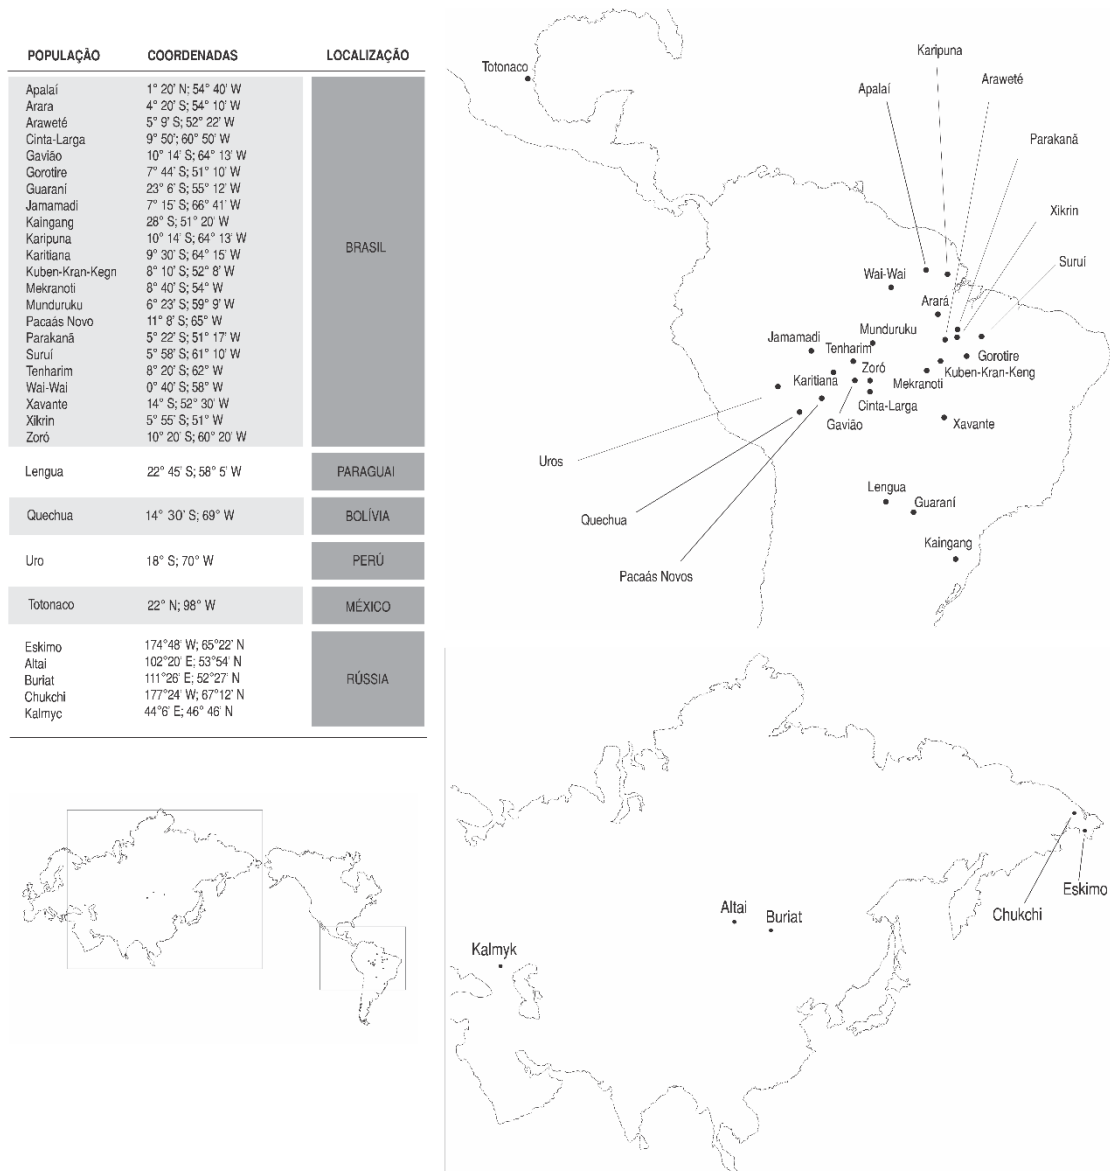 POPULAÇÃO COORDENADAS LOCALIZAÇÃO
Apalaí 1° 20' N; 54° 40' W
Arara 4° 20' S; 54° 10' W
Araweté 5° 9' S; 52° 22' W
Cinta-Larga 9° 50'; 60° 50' W
Gavião 10° 14' S; 64° 13' W
Gorotire 7° 44' S; 51° 10' W
Guaraní 23° 6' S; 55° 12' W
Jamamadi 7° 15' S; 66° 41' W
Kaingang 28° S; 51° 20' W
Karipuna 10° 14' S; 64° 13' W
Karitiana 9° 30' S; 64° 15' W
Kuben-Kran-Kegn 8° 10' S; 52° 8' W
Mekranoti 8° 40' S; 54° W
Munduruku 6° 23' S; 59° 9' W
Pacaás Novo 11° 8' S; 65° W
Parakanã 5° 22' S; 51° 17' W
Suruí 5° 58' S; 61° 10' W
Tenharim 8° 20' S; 62° W
Wai-Wai 0° 40' S; 58° W
Xavante 14° S; 52° 30' W
Xikrin 5° 55' S; 51° W
Zoró 10° 20' S; 60° 20' W
BRASIL
Lengua 22° 45' S; 58° 5' W PARAGUAI
Quechua 14° 30' S; 69° W BOLÍVIA
Uro 18° S; 70° W PERÚ
Totonaco 22° N; 98° W MÉXICO
Eskimo 174°48' W; 65°22' N
Altai 102°20' E; 53°54' N
Buriat 111°26' E; 52°27' N
Chukchi 177°24' W; 67°12' N
Kalmyc 44°6' E; 46° 46' N
RÚSSIA
Totonaco
Karipuna
Apalaí
Araweté
Parakanã
Xikrin
Suruí
Wai-Wai
Arará
Munduruku
Jamamadi
Tenharim
Gorotire
Zoró
Kuben-Kran-Keng
Karitiana
Mekranoti
Cinta-Larga
Gavião
Xavante
Uros
Lengua
Guaraní
Quechua
Kaingang
Pacaás Novos
Eskimo
Altai
Buriat
Chukchi
Kalmyk